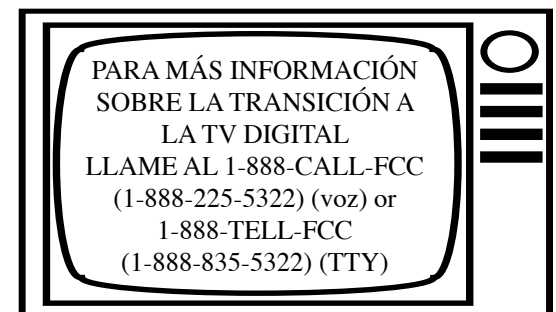 PARA MÁS INFORMACIÓN
SOBRE LA TRANSICIÓN A
LA TV DIGITAL
LLAME AL 1-888-CALL-FCC
(1-888-225-5322) (voz) or
1-888-TELL-FCC
(1-888-835-5322) (TTY)